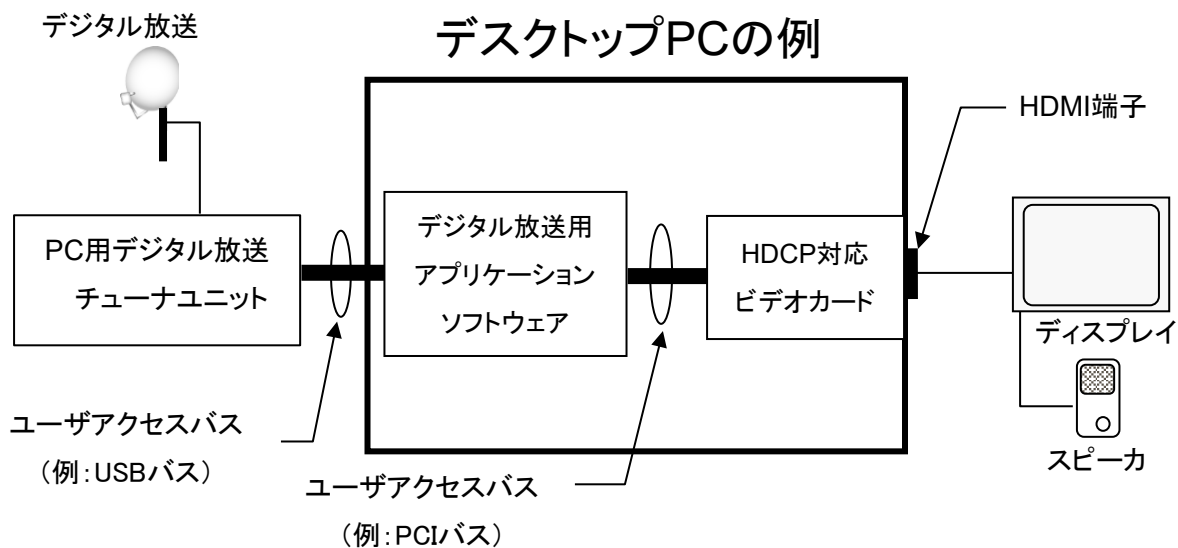 デジタル放送
デスクトップPCの例
HDMI端子
PC用デジタル放送
チューナユニット
デジタル放送用
アプリケーション
ソフトウェア
HDCP対応
ビデオカード
ディスプレイ
スピーカ
ユーザアクセスバス
（例：USBバス）
ユーザアクセスバス
（例：PCIバス）